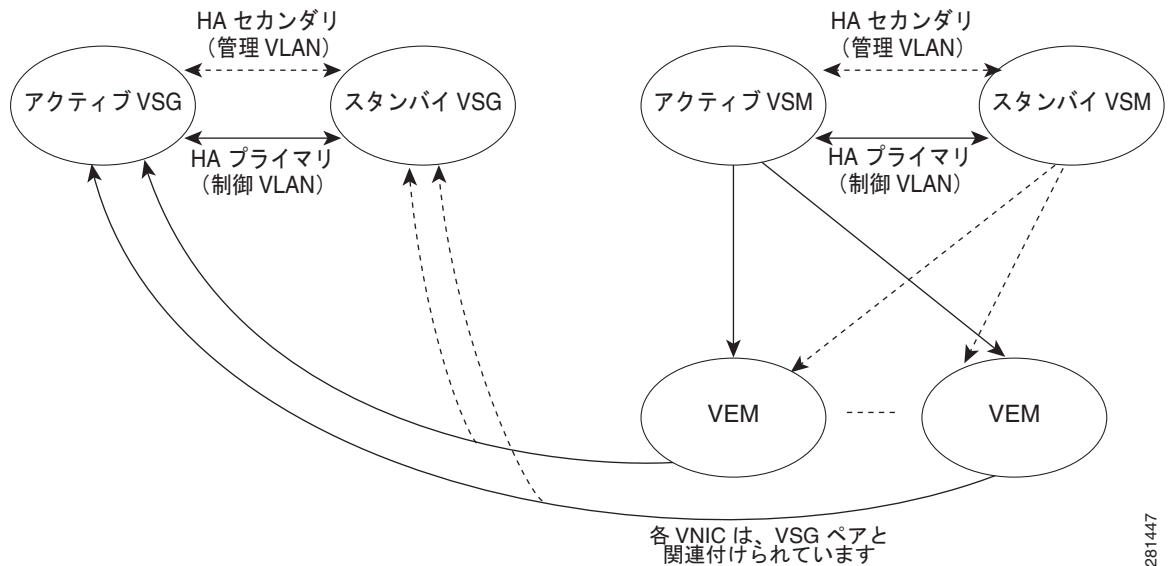 HA セカンダリ
（管理 VLAN）
HA セカンダリ
（管理 VLAN）
アクティブ VSG
スタンバイ VSG
アクティブ VSM
スタンバイ VSM
HA プライマリ
（制御 VLAN）
HA プライマリ
（制御 VLAN）
VEM
VEM
各 VNIC は、VSG ペアと
関連付けられています
281447